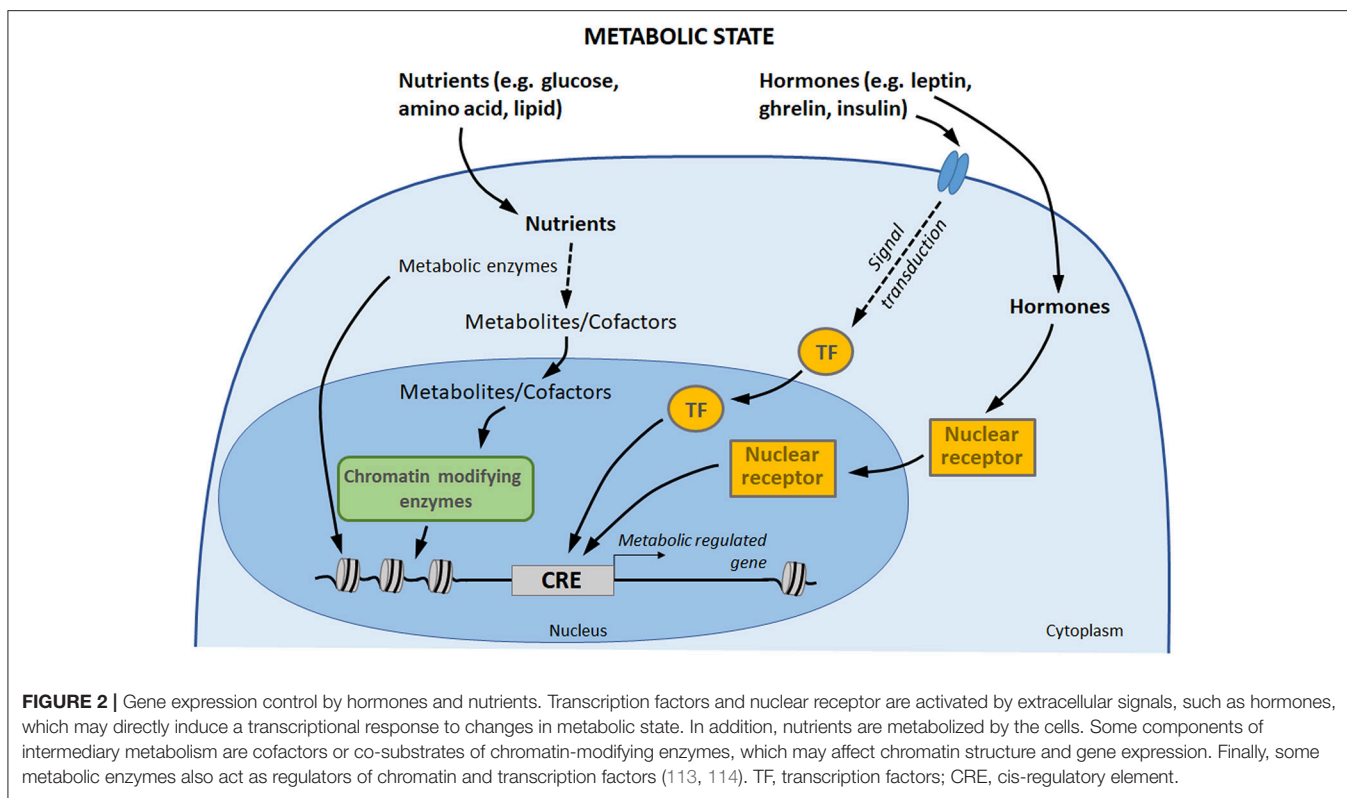 METABOLIC STATE
Nutrients (e.g. glucose,
amino acid, lipid)
Hormones (e.g. leptin,
ghrelin, insulin)
Nutrients
Signal
transduction
Metabolic enzymes
Hormones
Metabolites/Cofactors
TF
Metabolites/Cofactors
TF
Nuclear
receptor
Nuclear
receptor
Chromatin modifying
enzymes
Metabolic regulated
gene
CRE
Nucleus
Cytoplasm
FIGURE 2 | Gene expression control by hormones and nutrients. Transcription factors and nuclear receptor are activated by extracellular signals, such as hormones,
which may directly induce a transcriptional response to changes in metabolic state. In addition, nutrients are metabolized by the cells. Some components of
intermediary metabolism are cofactors or co-substrates of chromatin-modifying enzymes, which may affect chromatin structure and gene expression. Finally, some
metabolic enzymes also act as regulators of chromatin and transcription factors (113, 114). TF, transcription factors; CRE, cis-regulatory element.